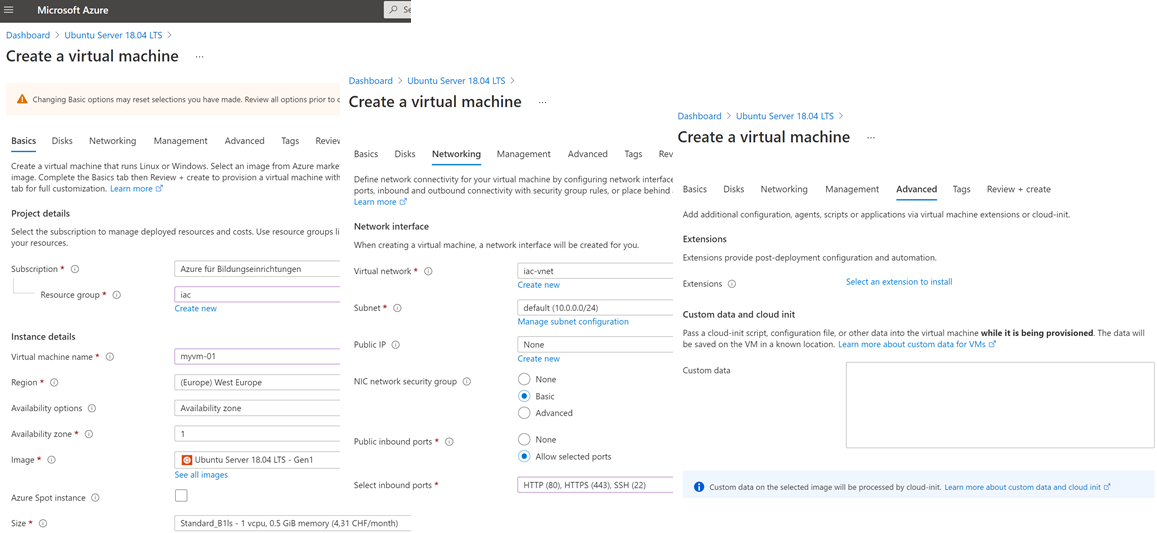 Microsoft Azure
Se
Dashboard > Ubuntu Server 18.04 LTS >
Create a virtual machine ...
Changing Basic options may reset selections you have made. Review all options prior to c
Basics Disks Networking Management Advanced Tags Review
Create a virtual machine that runs Linux or Windows. Select an image from Azure marke
image. Complete the Basics tab then Review + create to provision a virtual machine with
tab for full customization. Learn more
Project details
Select the subscription to manage deployed resources and costs. Use resource groups li
your resources.
Subscription * Azure für Bildungseinrichtungen
Resource group * iac
Create new
Instance details
Virtual machine name * myvm-01
Region * (Europe) West Europe
Availability options Availability zone
Availability zone * 1
Image * Ubuntu Server 18.04 LTS - Gen1
See all images
Azure Spot instance
Size * Standard_B1ls - 1 vcpu, 0.5 GiB memory (4,31 CHF/month)
Dashboard > Ubuntu Server 18.04 LTS >
Create a virtual machine ...
Basics Disks Networking Management Advanced Tags Rev
Define network connectivity for your virtual machine by configuring network interface
ports, inbound and outbound connectivity with security group rules, or place behind
Learn more
Network interface
When creating a virtual machine, a network interface will be created for you.
Virtual network * iac-vnet
Create new
Subnet * default (10.0.0.0/24)
Manage subnet configuration
Public IP None
Create new
NIC network security group None
Basic
Advanced
Public inbound ports * None
Allow selected ports
Select inbound ports * HTTP (80), HTTPS (443), SSH (22)
Dashboard > Ubuntu Server 18.04 LTS >
Create a virtual machine ...
Basics Disks Networking Management Advanced Tags Review + create
Add additional configuration, agents, scripts or applications via virtual machine extensions or cloud-init.
Extensions
Extensions provide post-deployment configuration and automation.
Extensions Select an extension to install
Custom data and cloud init
Pass a cloud-init script, configuration file, or other data into the virtual machine while it is being provisioned. The data will
be saved on the VM in a known location. Learn more about custom data for VMs
Custom data
Custom data on the selected image will be processed by cloud-init. Learn more about custom data and cloud init